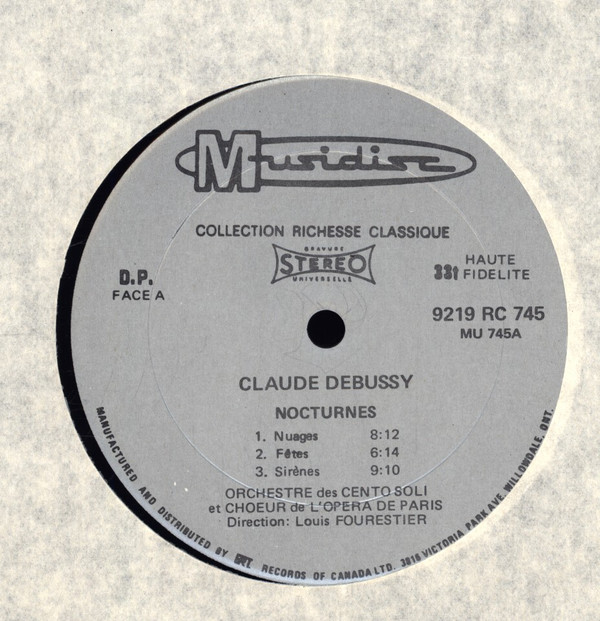 Musidisc
COLLECTION RICHESSE CLASSIQUE
GRAVURE
STEREO
UNIVERSELLE
D.P.
FACE A
33t HAUTE
FIDELITE
9219 RC 745
MU 745A
CLAUDE DEBUSSY
NOCTURNES
1. Nuages 8:12
2. Fêtes 6:14
3. Sirènes 9:10
ORCHESTRE des CENTO SOLI
et CHOEUR de L'OPERA DE PARIS
Direction: Louis FOURESTIER
MANUFACTURED AND DISTRIBUTED BY RECORDS OF CANADA LTD. 3816 VICTORIA PARK AVE. WILLOWDALE, ONT.